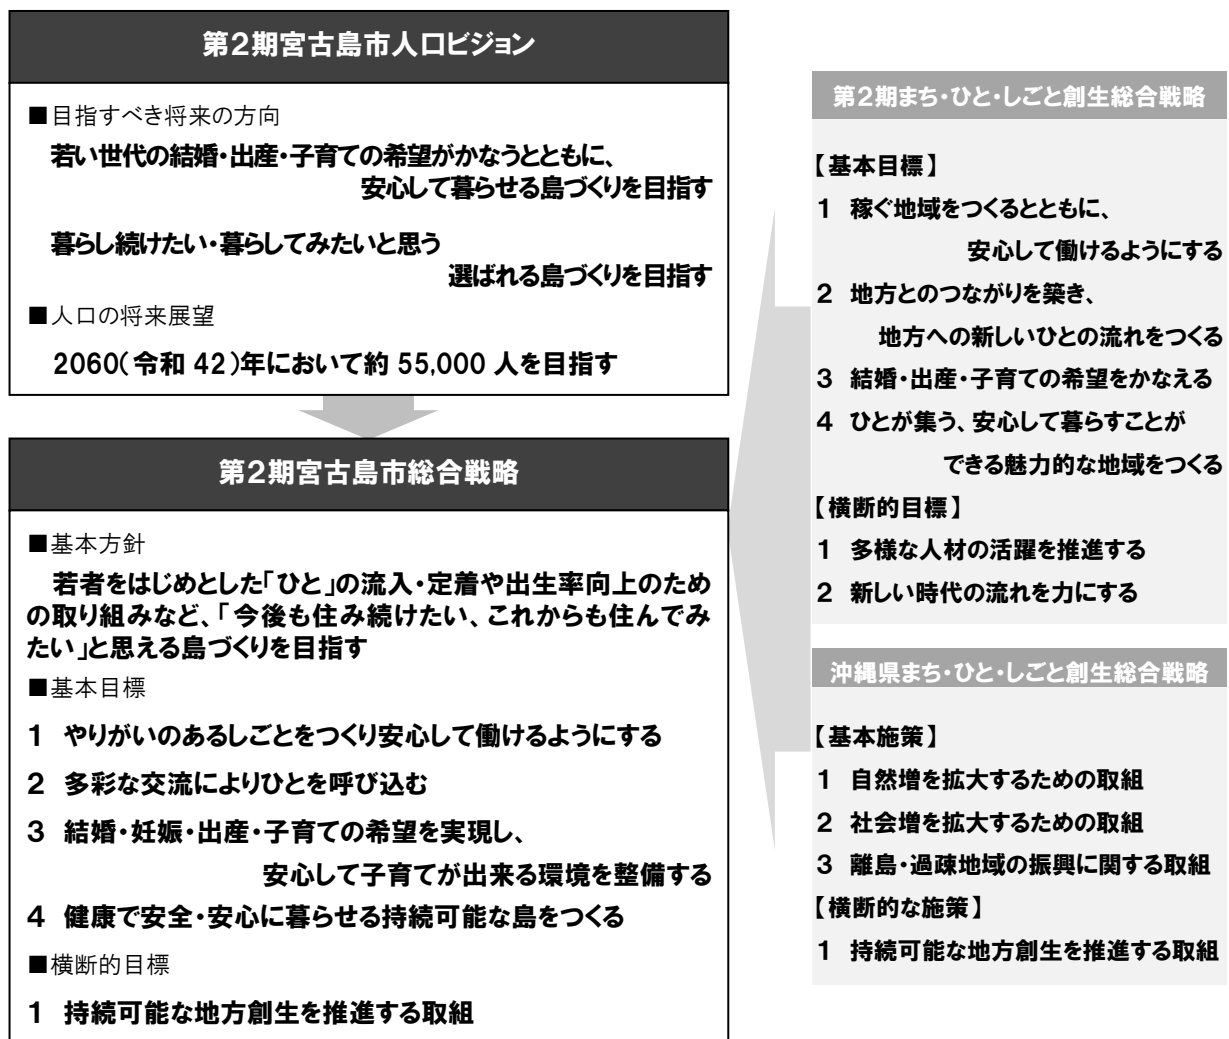 第2期宮古島市人口ビジョン
■目指すべき将来の方向
若い世代の結婚・出産・子育ての希望がかなうとともに、
安心して暮らせる島づくりを目指す
暮らし続けたい・暮らしてみたいと思う
選ばれる島づくりを目指す
■人口の将来展望
2060(令和 42)年において約 55,000 人を目指す
第2期宮古島市総合戦略
■基本方針
若者をはじめとした「ひと」の流入・定着や出生率向上のため
の取り組みなど、「今後も住み続けたい、これからも住んでみ
たい」と思える島づくりを目指す
■基本目標
1 やりがいのあるしごとをつくり安心して働けるようにする
2 多彩な交流によりひとを呼び込む
3 結婚・妊娠・出産・子育ての希望を実現し、
安心して子育てが出来る環境を整備する
4 健康で安全・安心に暮らせる持続可能な島をつくる
■横断的目標
1 持続可能な地方創生を推進する取組
第2期まち・ひと・しごと創生総合戦略
【基本目標】
1 稼ぐ地域をつくるとともに、
安心して働けるようにする
2 地方とのつながりを築き、
地方への新しいひとの流れをつくる
3 結婚・出産・子育ての希望をかなえる
4 ひとが集う、安心して暮らすことが
できる魅力的な地域をつくる
【横断的目標】
1 多様な人材の活躍を推進する
2 新しい時代の流れを力にする
沖縄県まち・ひと・しごと創生総合戦略
【基本施策】
1 自然増を拡大するための取組
2 社会増を拡大するための取組
3 離島・過疎地域の振興に関する取組
【横断的な施策】
1 持続可能な地方創生を推進する取組